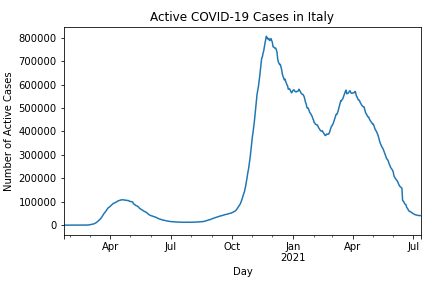 Active COVID-19 Cases in Italy
Number of Active Cases
800000
700000
600000
500000
400000
300000
200000
100000
0
Apr Jul Oct Jan Apr Jul
2021
Day